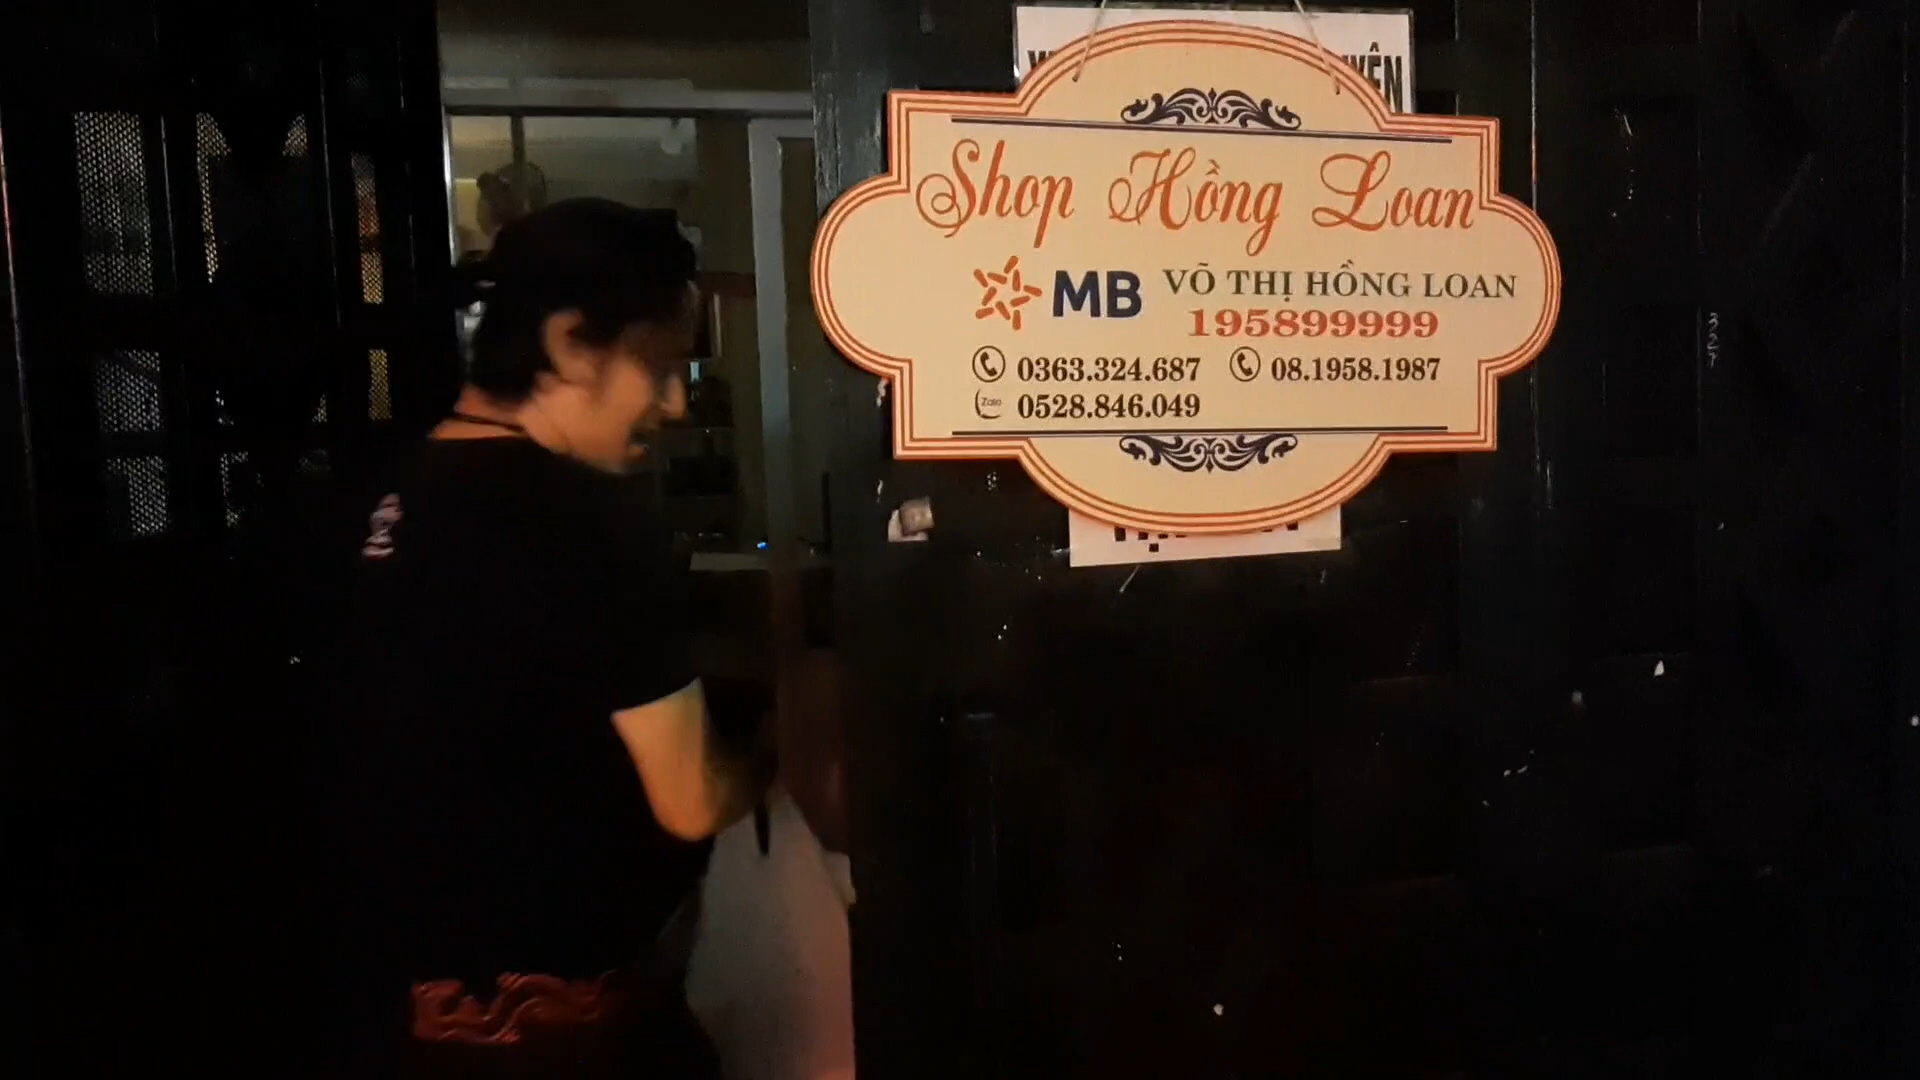 Shop Hồng Loan
MB VÕ THỊ HỒNG LOAN
195899999
0363.324.687 08.1958.1987
Zalo 0528.846.049